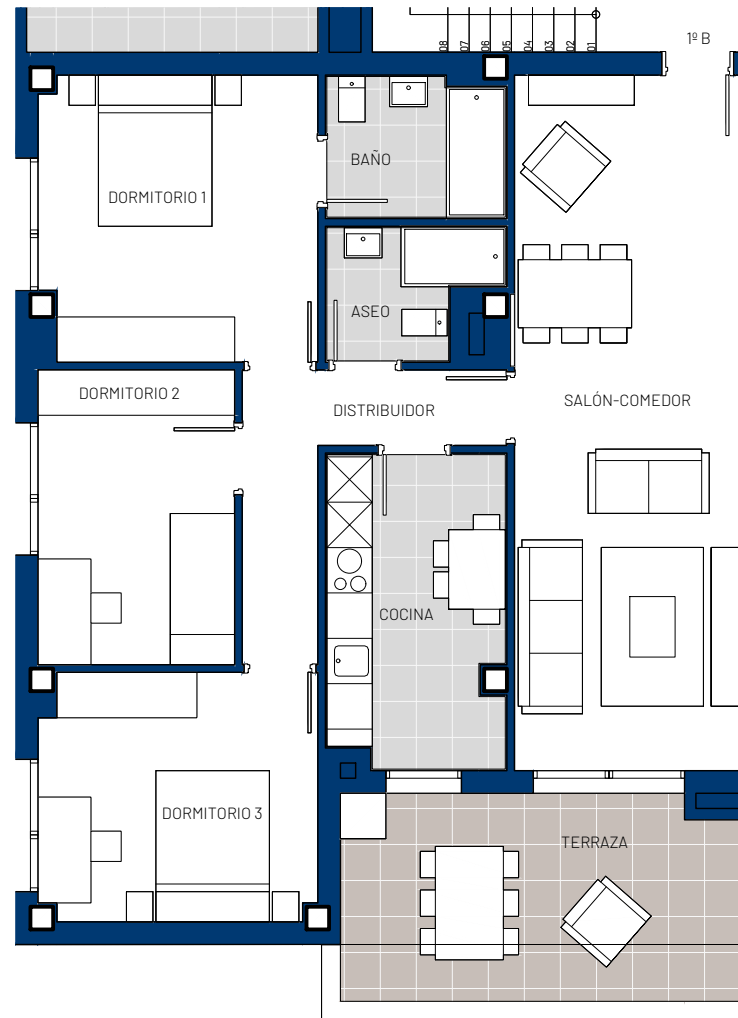 08 07 06 05 04 03 02 01
1º B
BAÑO
DORMITORIO 1
ASEO
DORMITORIO 2
DISTRIBUIDOR
SALÓN-COMEDOR
COCINA
DORMITORIO 3
TERRAZA